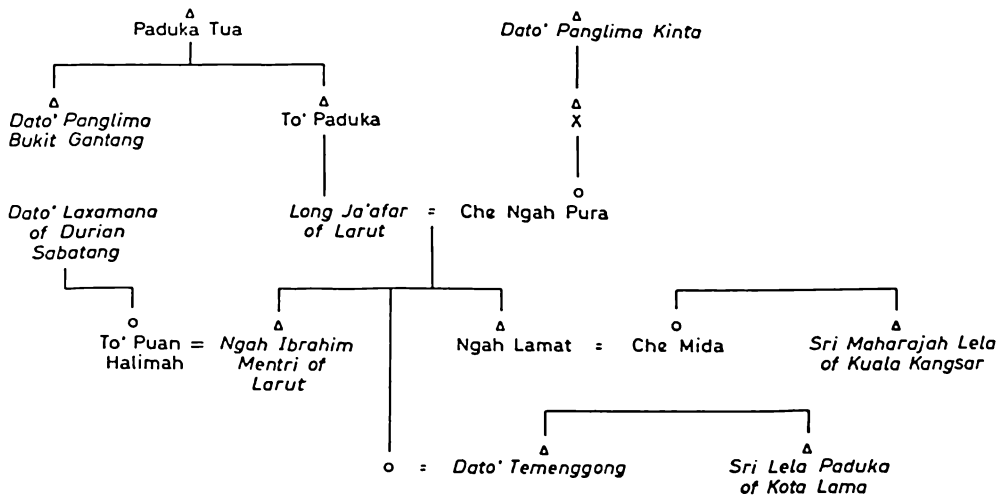 Paduka Tua
Dato' Panglima Kinta
Dato' Panglima
Bukit Gantang
To' Paduka
X
Dato' Laxamana
of Durian
Sabatang
Long Ja'afar
of Larut
=
Che Ngah Pura
To' Puan
Halimah
=
Ngah Ibrahim
Mentri of
Larut
Ngah Lamat
=
Che Mida
Sri Maharajah Lela
of Kuala Kangsar
=
Dato' Temenggong
Sri Lela Paduka
of Kota Lama